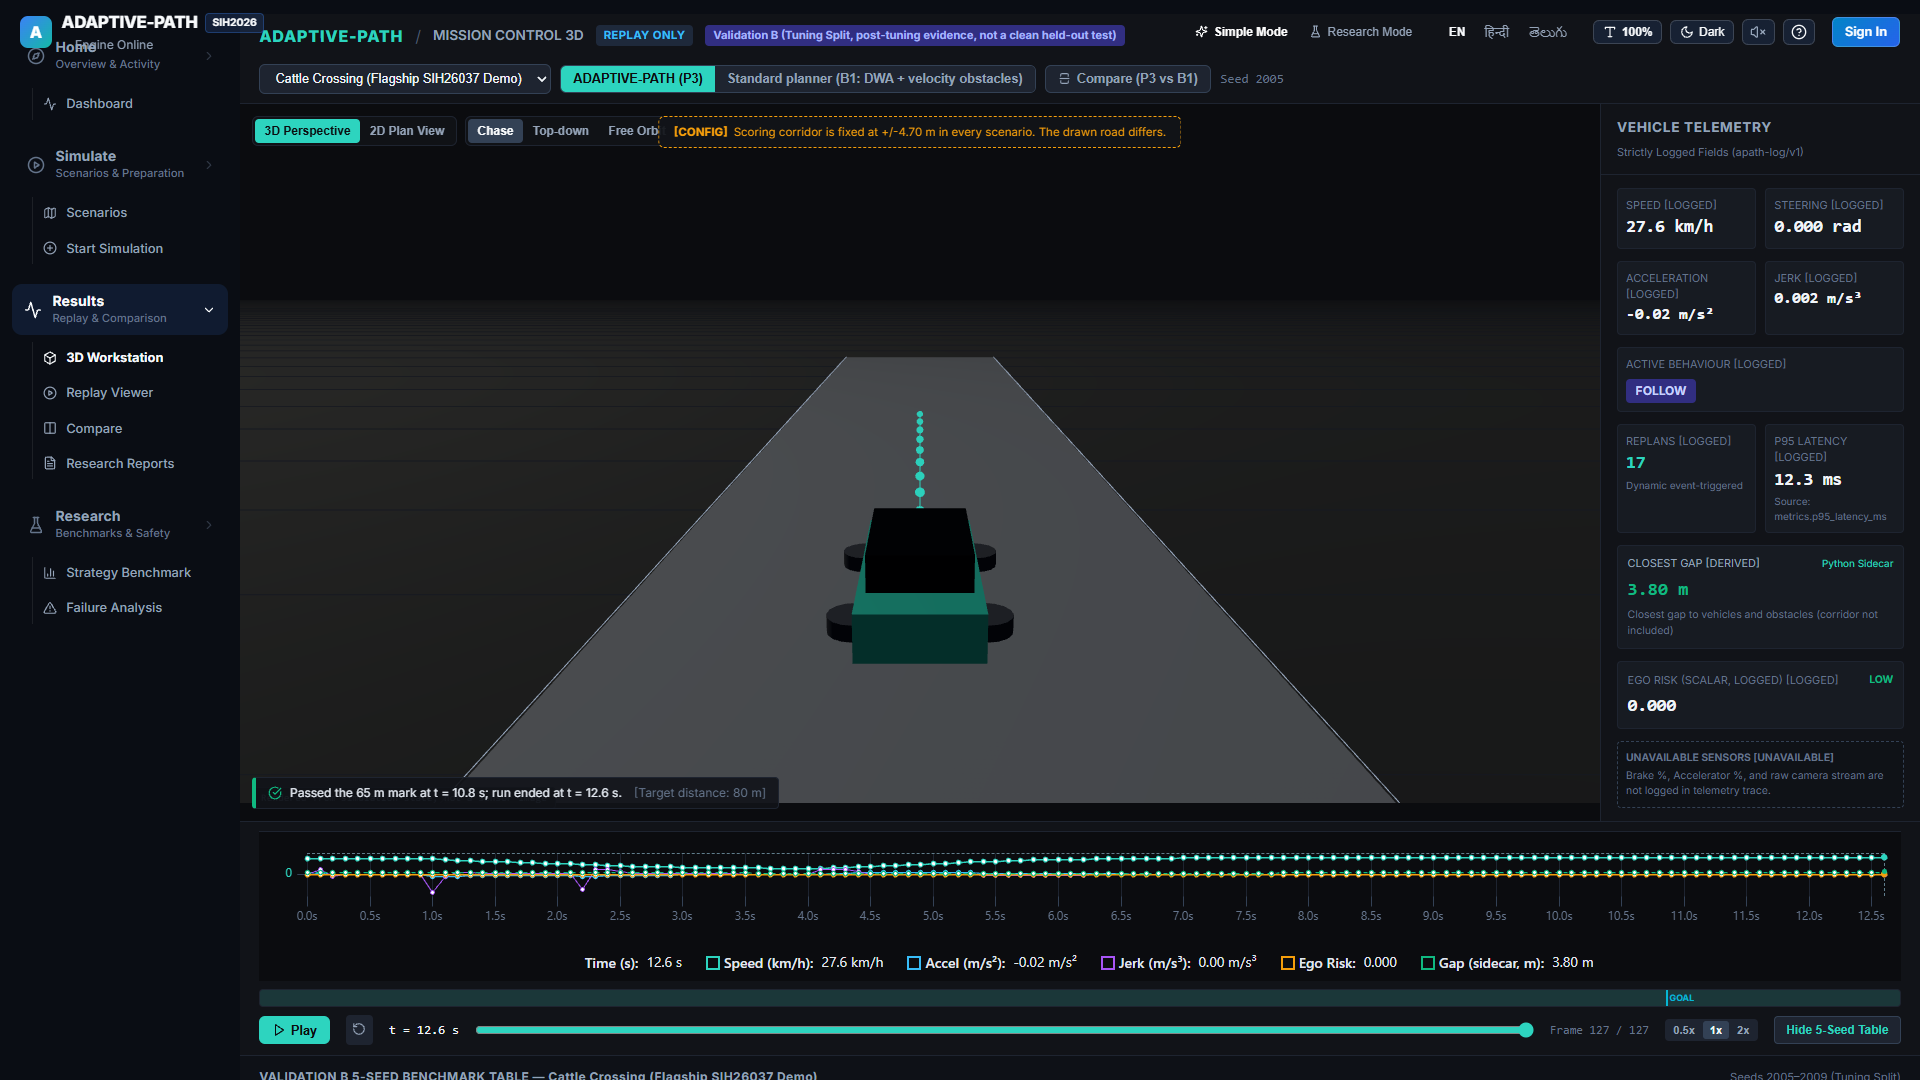 A ADAPTIVE-PATH SIH2026
Engine Online
Home
Overview & Activity
Dashboard
Simulate
Scenarios & Preparation
Scenarios
Start Simulation
Results
Replay & Comparison
3D Workstation
Replay Viewer
Compare
Research Reports
Research
Benchmarks & Safety
Strategy Benchmark
Failure Analysis
ADAPTIVE-PATH / MISSION CONTROL 3D REPLAY ONLY Validation B (Tuning Split, post-tuning evidence, not a clean held-out test) Simple Mode Research Mode EN हिन्दी తెలుగు 100% Dark Sign In
Cattle Crossing (Flagship SIH26037 Demo) ADAPTIVE-PATH (P3) Standard planner (B1: DWA + velocity obstacles) Compare (P3 vs B1) Seed 2005
3D Perspective 2D Plan View Chase Top-down Free Orb [CONFIG] Scoring corridor is fixed at +/-4.70 m in every scenario. The drawn road differs.
Passed the 65 m mark at t = 10.8 s; run ended at t = 12.6 s. [Target distance: 80 m]
VEHICLE TELEMETRY
Strictly Logged Fields (apath-log/v1)
SPEED [LOGGED]
27.6 km/h
STEERING [LOGGED]
0.000 rad
ACCELERATION
[LOGGED]
-0.02 m/s²
JERK [LOGGED]
0.002 m/s³
ACTIVE BEHAVIOUR [LOGGED]
FOLLOW
REPLANS [LOGGED]
17
Dynamic event-triggered
P95 LATENCY
[LOGGED]
12.3 ms
Source:
metrics.p95_latency_ms
CLOSEST GAP [DERIVED] Python Sidecar
3.80 m
Closest gap to vehicles and obstacles (corridor not
included)
EGO RISK (SCALAR, LOGGED) [LOGGED] LOW
0.000
UNAVAILABLE SENSORS [UNAVAILABLE]
Brake %, Accelerator %, and raw camera stream are
not logged in telemetry trace.
0
0.0s 0.5s 1.0s 1.5s 2.0s 2.5s 3.0s 3.5s 4.0s 4.5s 5.0s 5.5s 6.0s 6.5s 7.0s 7.5s 8.0s 8.5s 9.0s 9.5s 10.0s 10.5s 11.0s 11.5s 12.0s 12.5s
Time (s): 12.6 s Speed (km/h): 27.6 km/h Accel (m/s²): -0.02 m/s² Jerk (m/s³): 0.00 m/s³ Ego Risk: 0.000 Gap (sidecar, m): 3.80 m
GOAL
Play t = 12.6 s Frame 127 / 127 0.5x 1x 2x Hide 5-Seed Table
VALIDATION B 5-SEED BENCHMARK TABLE — Cattle Crossing (Flagship SIH26037 Demo) Seeds 2005–2009 (Tuning Split)